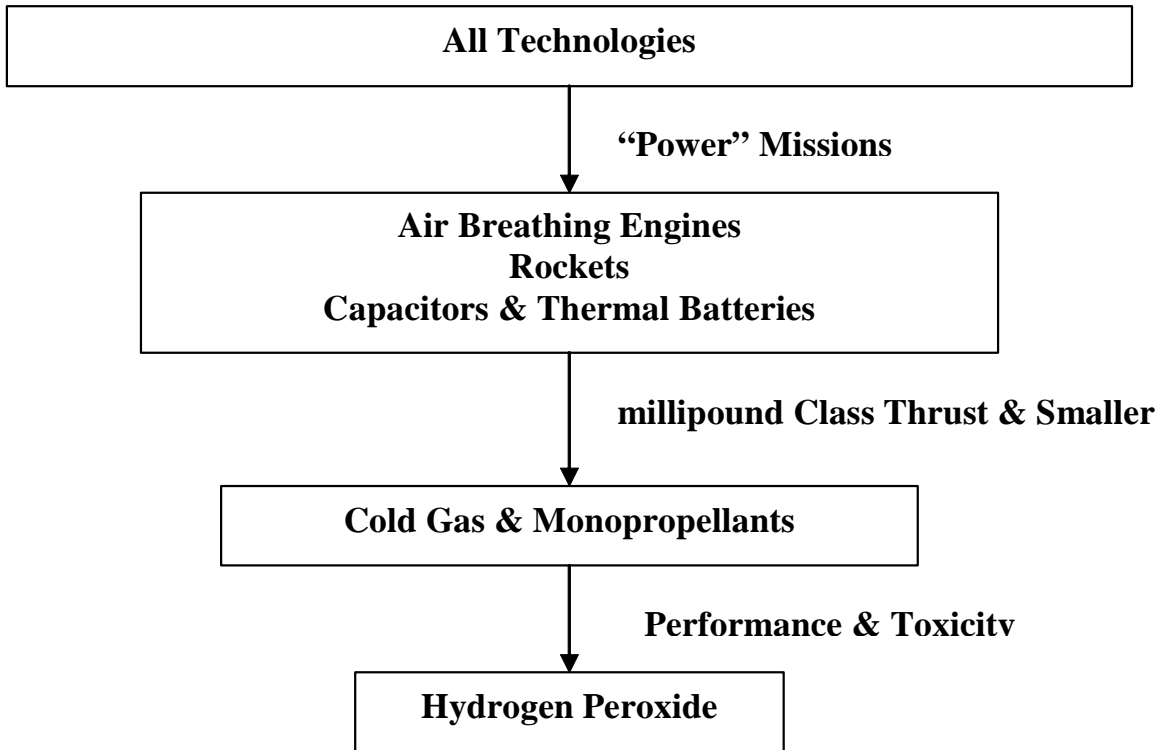 All Technologies
“Power” Missions
Air Breathing Engines
Rockets
Capacitors & Thermal Batteries
millipound Class Thrust & Smaller
Cold Gas & Monopropellants
Performance & Toxicity
Hydrogen Peroxide